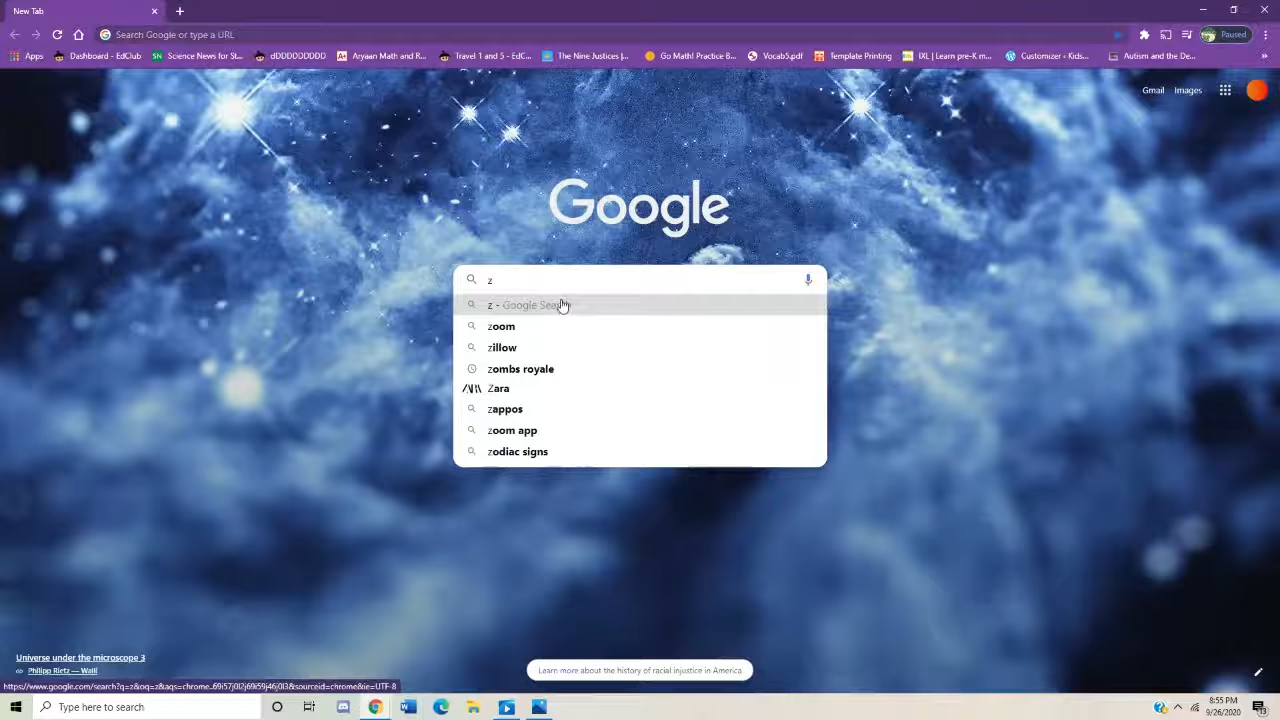 New Tab
Search Google or type a URL
Paused
Apps
Dashboard - EdClub
Science News for St...
dDDDDDDDDD
Aryaan Math and R...
Travel 1 and 5 - EdC...
The Nine Justices |...
Go Math! Practice B...
Vocab5.pdf
Template Printing
IXL | Learn pre-K m...
Customizer ‹ Kids...
Autism and the De...
»
Gmail Images
Google
z
z - Google Sea
zoom
zillow
zombs royale
Zara
zappos
zoom app
zodiac signs
Universe under the microscope 3
Philipp Rietz — Walli
Learn more about the history of racial injustice in America
Type here to search
8:55 PM
9/26/2020